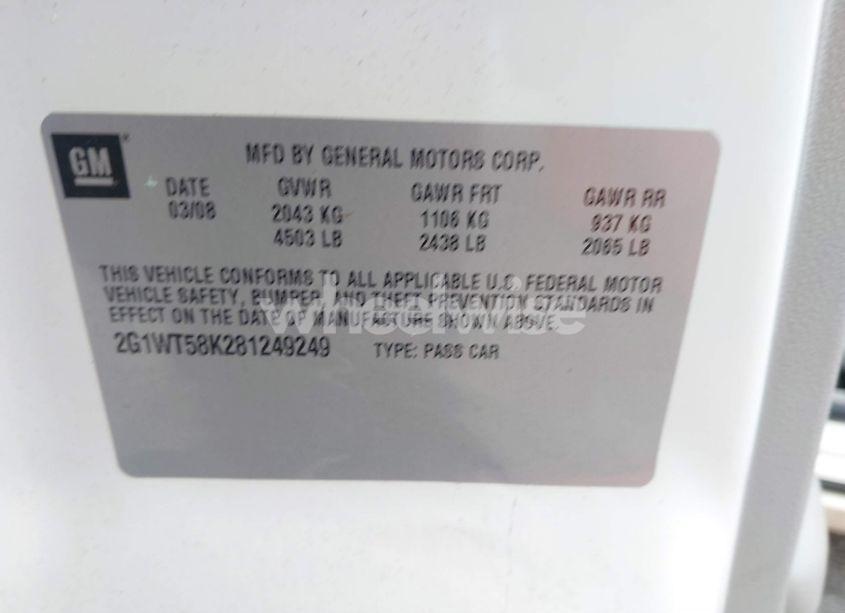 GM
MFD BY GENERAL MOTORS CORP.
DATE GVWR GAWR FRT GAWR RR
03/08 2043 KG 1106 KG 937 KG
4503 LB 2438 LB 2065 LB
THIS VEHICLE CONFORMS TO ALL APPLICABLE U.S. FEDERAL MOTOR
VEHICLE SAFETY, BUMPER, AND THEFT PREVENTION STANDARDS IN
EFFECT ON THE DATE OF MANUFACTURE SHOWN ABOVE.
2G1WT58K281249249 TYPE: PASS CAR